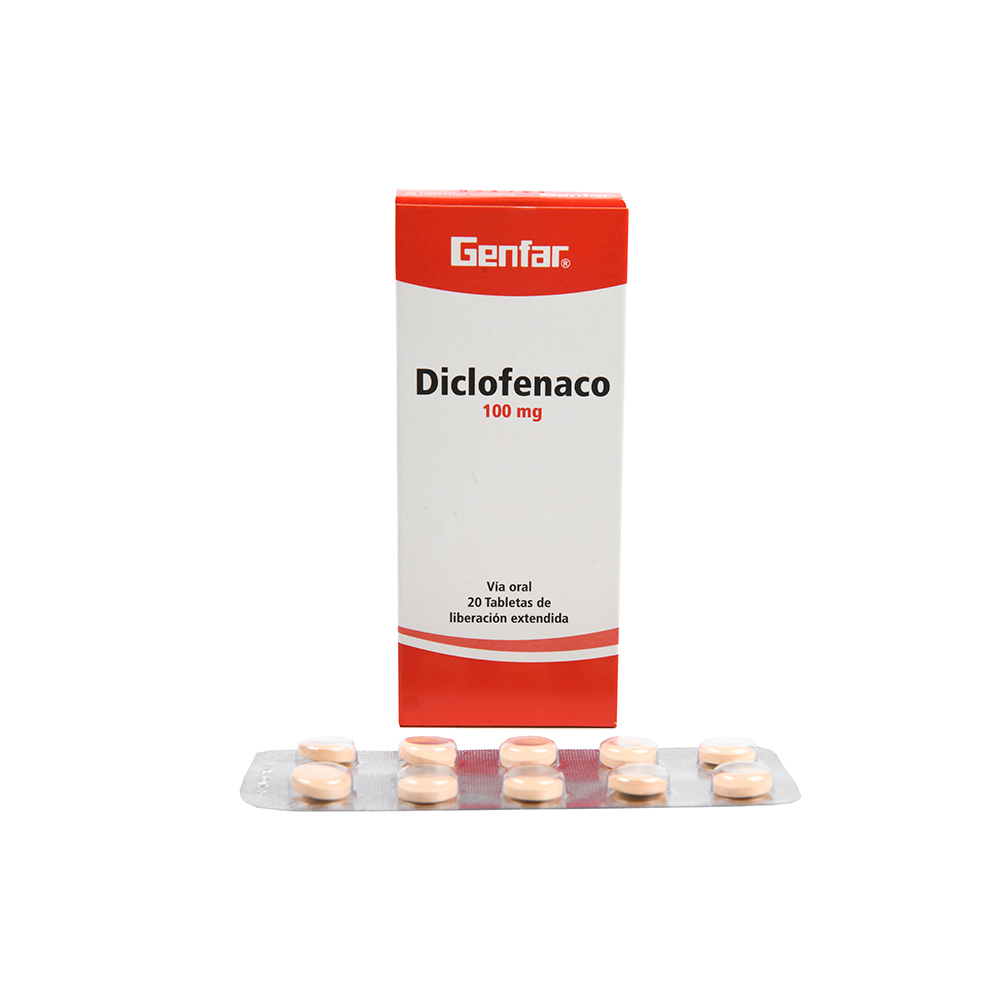 Genfar®
Diclofenaco
100 mg
Vía oral
20 Tabletas de
liberación extendida